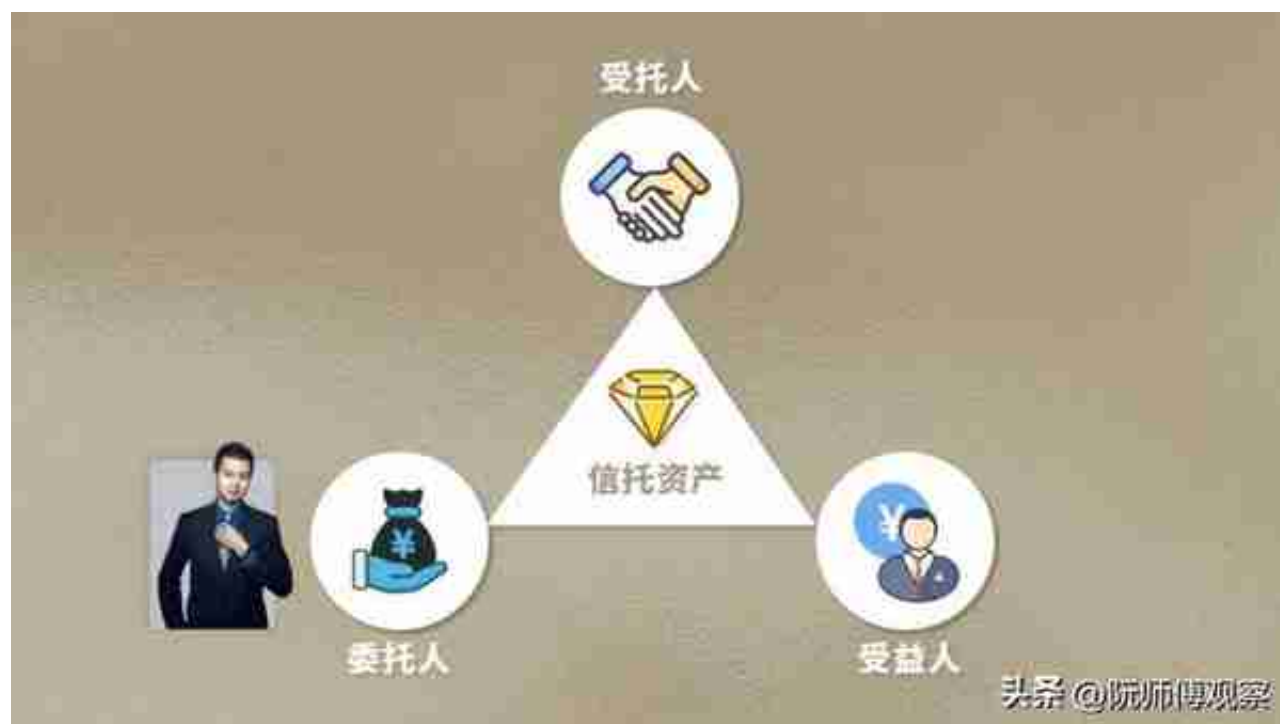 受托人
信托资产
委托人
受益人
头条 @阮师傅观察